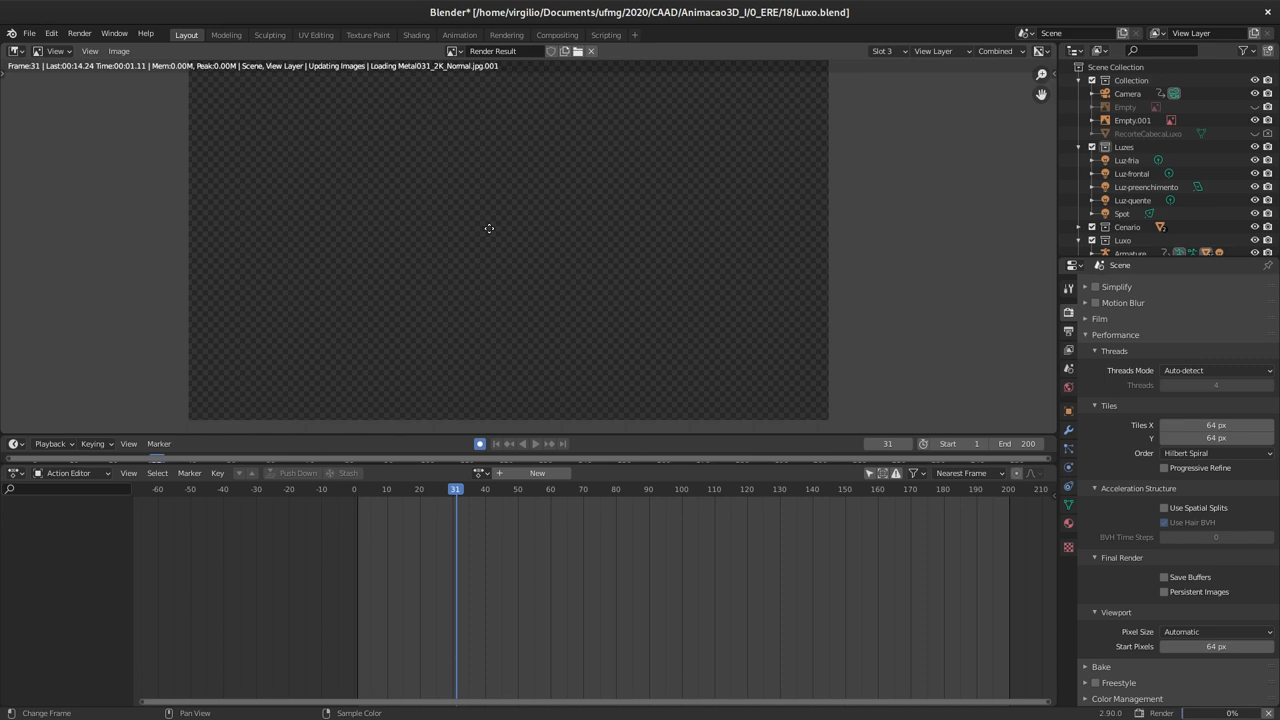 Blender* [/home/virgilio/Documents/ufmg/2020/CAAD/Animacao3D_I/0_ERE/18/Luxo.blend]
File Edit Render Window Help Layout Modeling Sculpting UV Editing Texture Paint Shading Animation Rendering Compositing Scripting Scene View Layer
View View Image Render Result Slot 3 View Layer Combined
Frame:31 | Last:00:14.24 Time:00:01.11 | Mem:0.00M, Peak:0.00M | Scene, View Layer | Updating Images | Loading Metal031_2K_Normal.jpg.001
Scene Collection
Collection
Camera
Empty
Empty.001
RecorteCabecaLuxo
Luzes
Luz-fria
Luz-frontal
Luz-preenchimento
Luz-quente
Spot
Cenario
Luxo
Armature
Scene
Simplify
Motion Blur
Film
Performance
Threads
Threads Mode Auto-detect
Threads 4
Tiles
Tiles X 64 px
Y 64 px
Order Hilbert Spiral
Progressive Refine
Acceleration Structure
Use Spatial Splits
Use Hair BVH
BVH Time Steps 0
Final Render
Save Buffers
Persistent Images
Viewport
Pixel Size Automatic
Start Pixels 64 px
Bake
Freestyle
Color Management
Playback Keying View Marker 31 Start 1 End 200
Action Editor View Select Marker Key Push Down Stash New Nearest Frame
-60 -50 -40 -30 -20 -10 0 10 20 31 40 50 60 70 80 90 100 110 120 130 140 150 160 170 180 190 200 210
Change Frame Pan View Sample Color 2.90.0 Render 0%